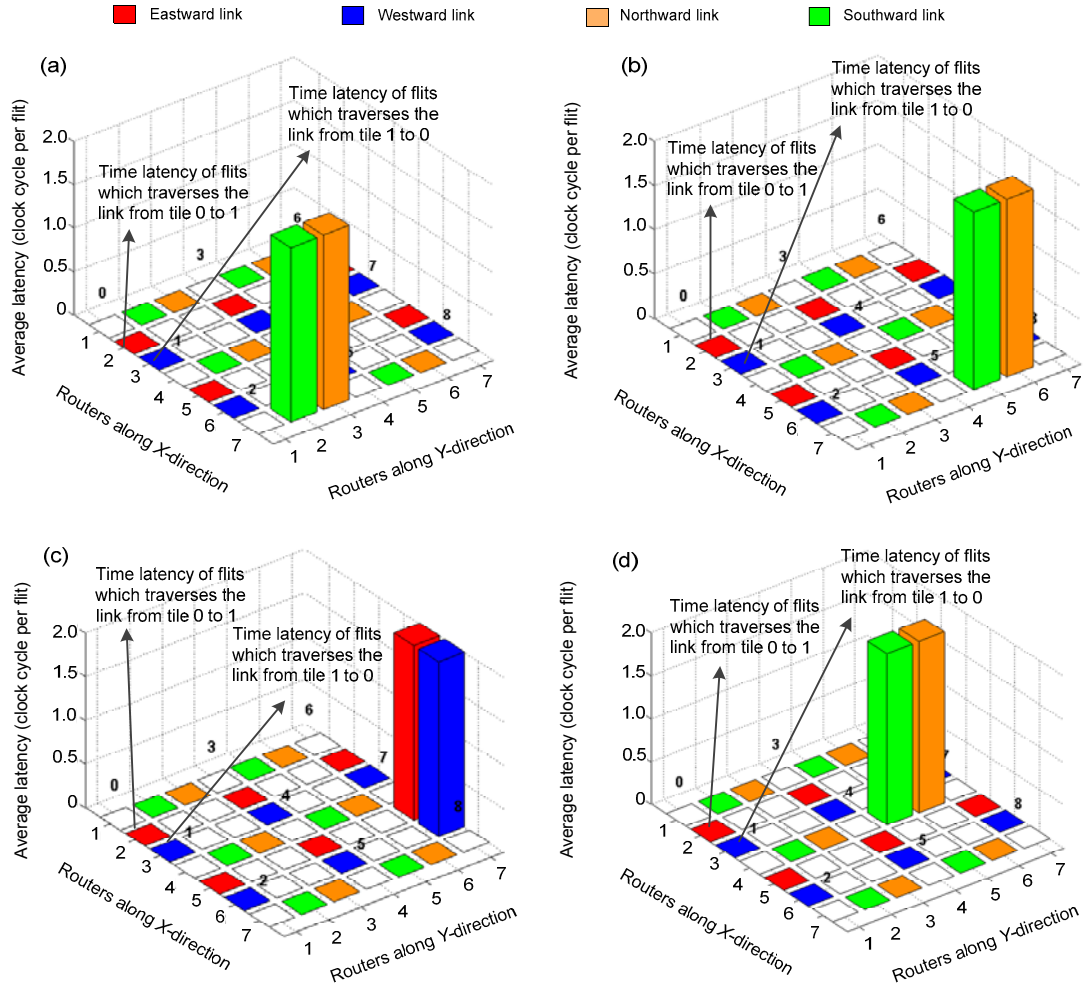 Eastward link
Westward link
Northward link
Southward link
(a)
Average latency (clock cycle per flit)
2.0
1.5
1.0
0.5
0
Time latency of flits
which traverses the
link from tile 0 to 1
Time latency of flits
which traverses the
link from tile 1 to 0
0
3
6
1
7
2
5
8
1
2
3
4
5
6
7
Routers along X-direction
1
2
3
4
5
6
7
Routers along Y-direction
(b)
Average latency (clock cycle per flit)
2.0
1.5
1.0
0.5
0
Time latency of flits
which traverses the
link from tile 0 to 1
Time latency of flits
which traverses the
link from tile 1 to 0
0
3
6
1
4
2
5
8
1
2
3
4
5
6
7
Routers along X-direction
1
2
3
4
5
6
7
Routers along Y-direction
(c)
Average latency (clock cycle per flit)
2.0
1.5
1.0
0.5
0
Time latency of flits
which traverses the
link from tile 0 to 1
Time latency of flits
which traverses the
link from tile 1 to 0
0
3
6
1
4
7
2
5
8
1
2
3
4
5
6
7
Routers along X-direction
1
2
3
4
5
6
7
Routers along Y-direction
(d)
Average latency (clock cycle per flit)
2.0
1.5
1.0
0.5
0
Time latency of flits
which traverses the
link from tile 0 to 1
Time latency of flits
which traverses the
link from tile 1 to 0
0
3
1
4
7
2
5
8
1
2
3
4
5
6
7
Routers along X-direction
1
2
3
4
5
6
7
Routers along Y-direction